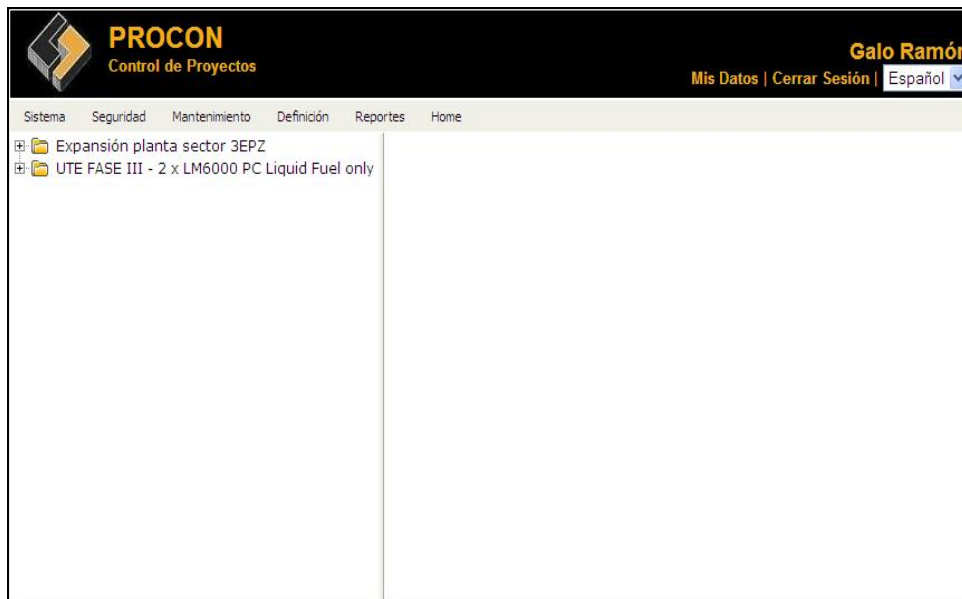 PROCON
Control de Proyectos
Galo Ramón
Mis Datos | Cerrar Sesión | Español
Sistema Seguridad Mantenimiento Definición Reportes Home
Expansión planta sector 3EPZ
UTE FASE III - 2 x LM6000 PC Liquid Fuel only